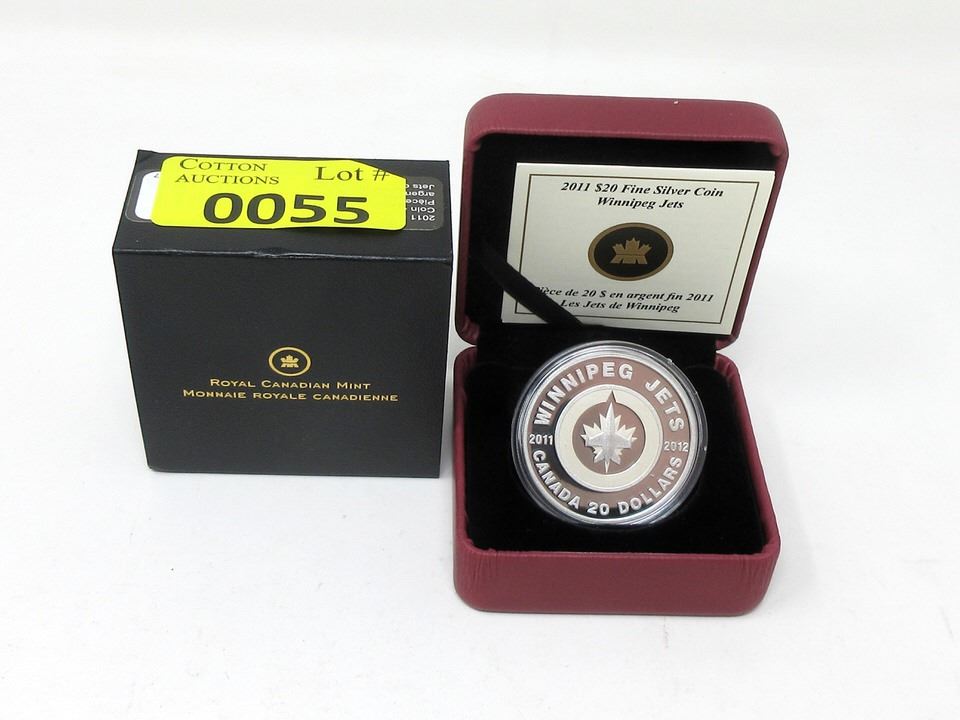 COTTON
AUCTIONS
Lot #
0055
2011
Coin
Pièce
argent
Jets
ROYAL CANADIAN MINT
MONNAIE ROYALE CANADIENNE
2011 $20 Fine Silver Coin
Winnipeg Jets
Pièce de 20 $ en argent fin 2011
Les Jets de Winnipeg
WINNIPEG JETS
2011 2012
CANADA 20 DOLLARS